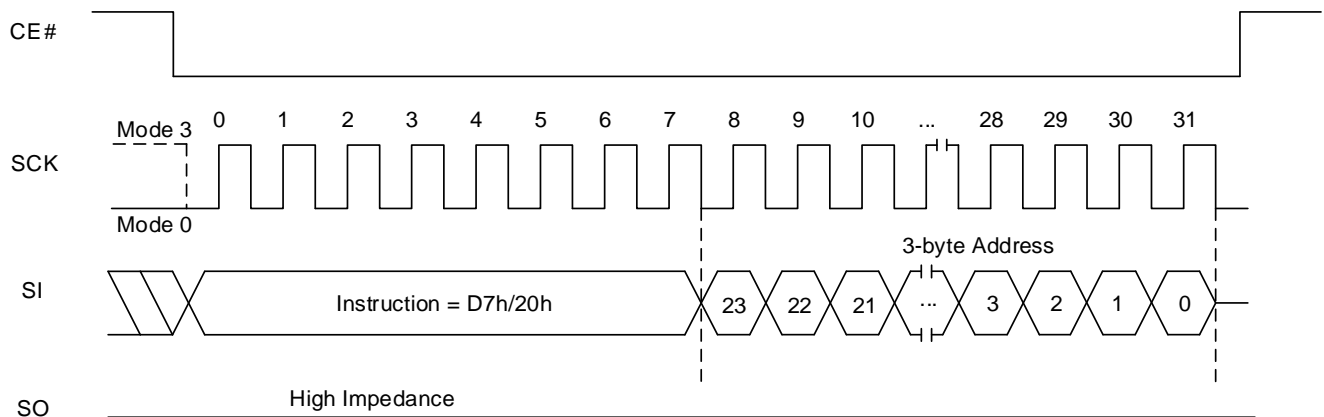 CE#
Mode 3
0 1 2 3 4 5 6 7 8 9 10 ... 28 29 30 31
SCK
Mode 0
3-byte Address
SI
Instruction = D7h/20h
23 22 21 ... 3 2 1 0
High Impedance
SO